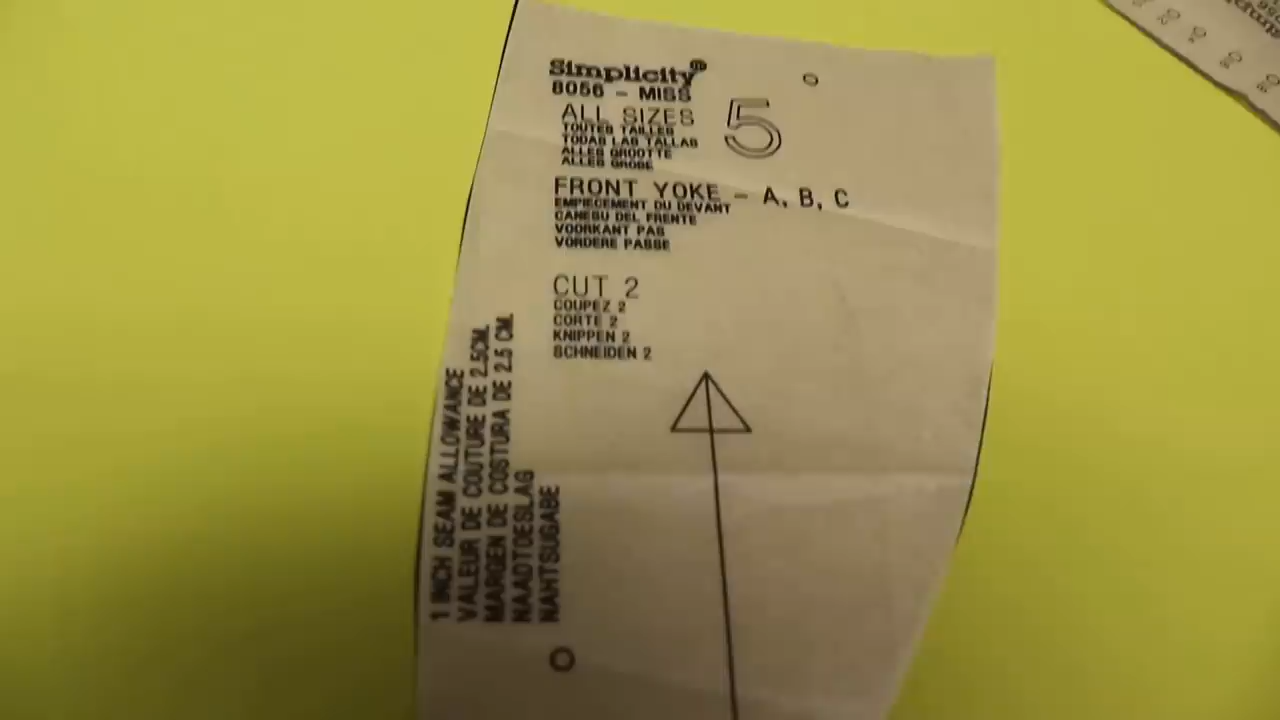 Simplicity®
8056 - MISS
ALL SIZES
TOUTES TAILLES
TODAS LAS TALLAS
ALLES GROOTTE
ALLES GROBE
5
FRONT YOKE - A, B, C
EMPIECEMENT DU DEVANT
CANESU DEL FRENTE
VOORKANT PAS
VORDERE PASSE
CUT 2
COUPEZ 2
CORTE 2
KNIPPEN 2
SCHNEIDEN 2
1 INCH SEAM ALLOWANCE
VALEUR DE COUTURE DE 2.5CM.
MARGEN DE COSTURA DE 2.5 CM.
NAADTOESLAG
NAHTSUGABE